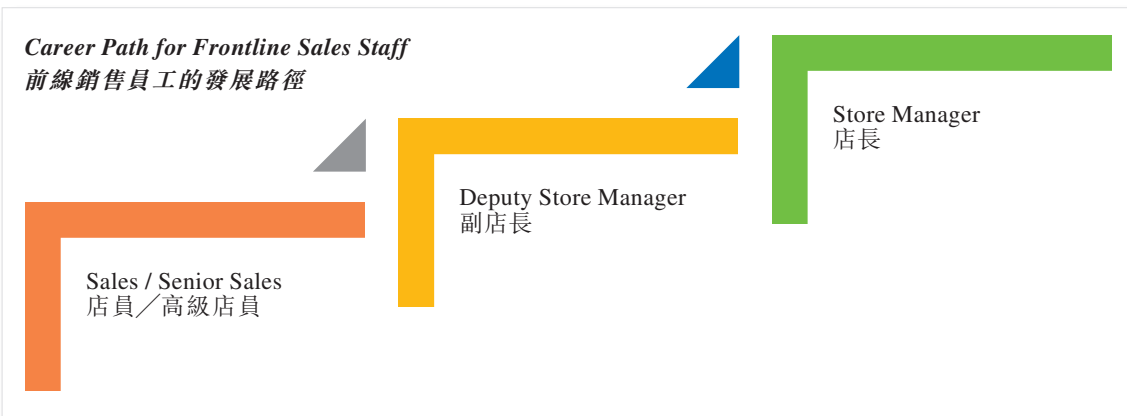 Career Path for Frontline Sales Staff
前線銷售員工的發展路徑
Store Manager
店長
Deputy Store Manager
副店長
Sales / Senior Sales
店員╱高級店員